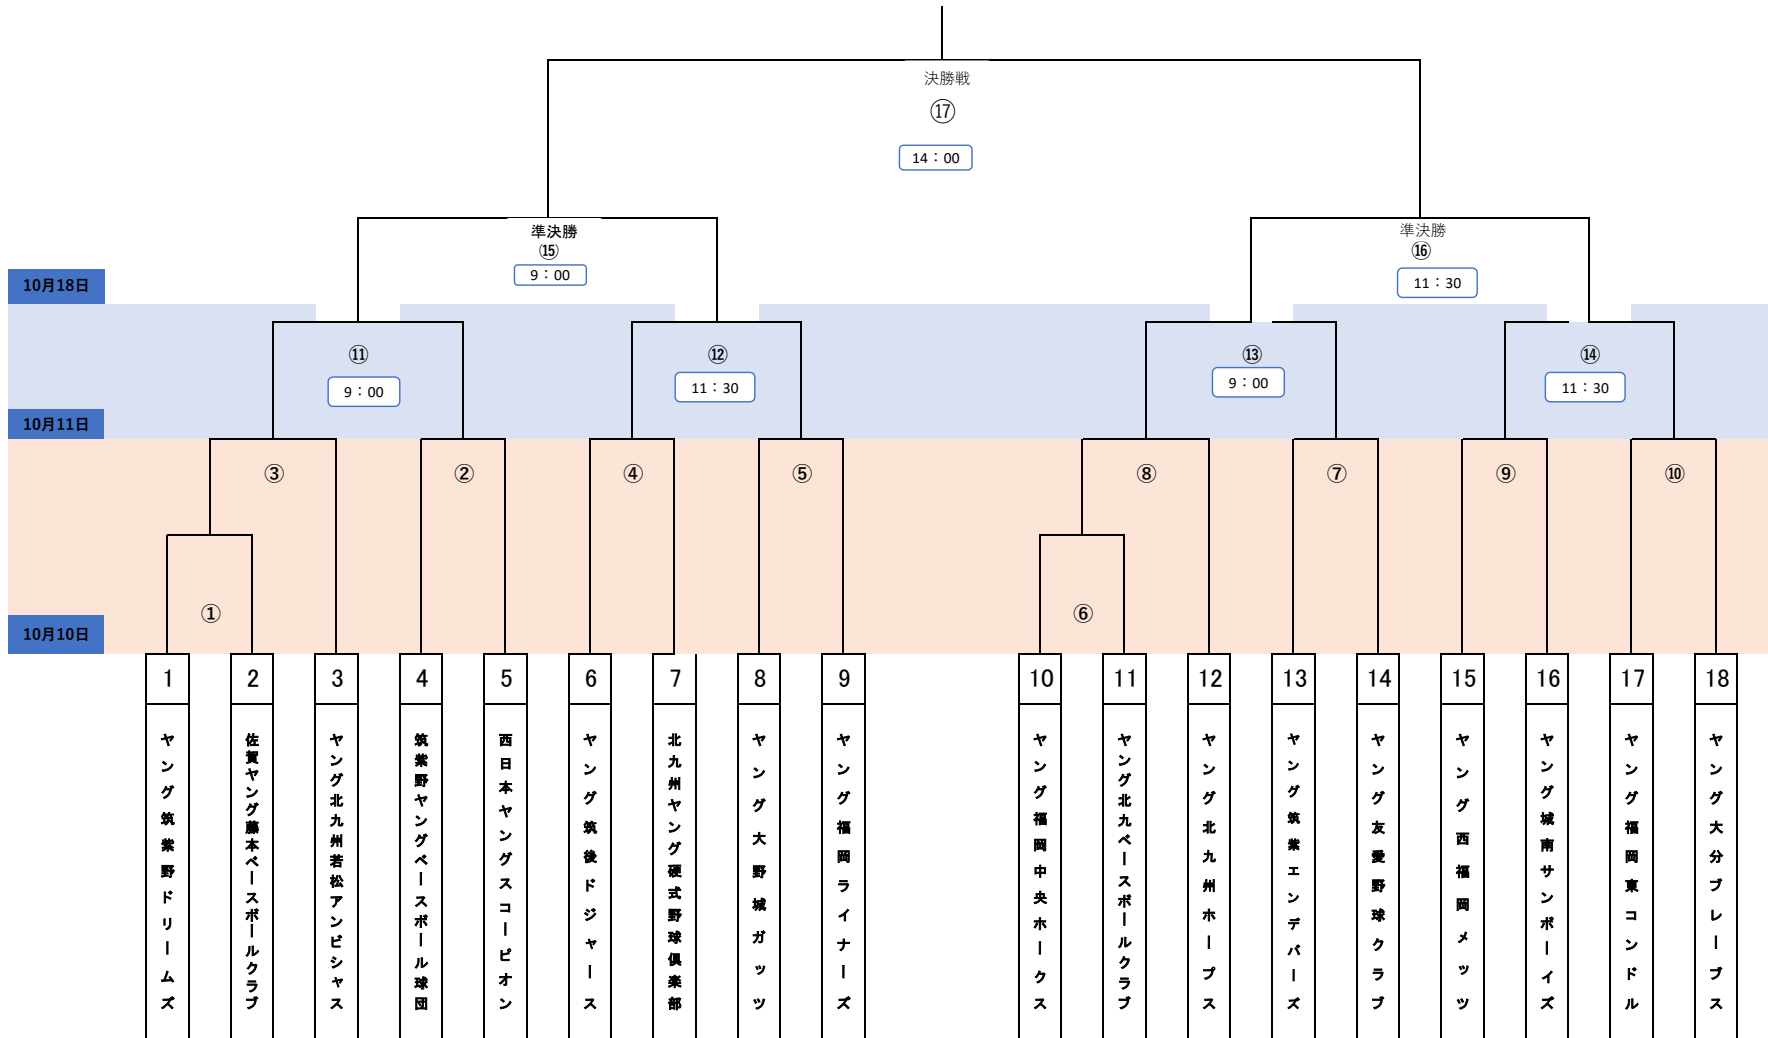 決勝戦
⑰
14：00
準決勝
⑮
9：00
準決勝
⑯
11：30
10月18日
⑪
9：00
⑫
11：30
⑬
9：00
⑭
11：30
10月11日
③
②
④
⑤
⑧
⑦
⑨
⑩
①
⑥
10月10日
1
2
3
4
5
6
7
8
9
10
11
12
13
14
15
16
17
18
ヤング筑紫野ドリームズ
佐賀ヤング藤本ベースボールクラブ
ヤング北九州若松アンビシャス
筑紫野ヤングベースボール球団
西日本ヤングスコーピオン
ヤング筑後ドジャース
北九州ヤング硬式野球倶楽部
ヤング大野城ガッツ
ヤング福岡ライナーズ
ヤング福岡中央ホークス
ヤング北九ベースボールクラブ
ヤング北九州ホープス
ヤング筑紫エンデバーズ
ヤング友愛野球クラブ
ヤング西福岡メッツ
ヤング城南サンボーイズ
ヤング福岡東コンドル
ヤング大分ブレーブス